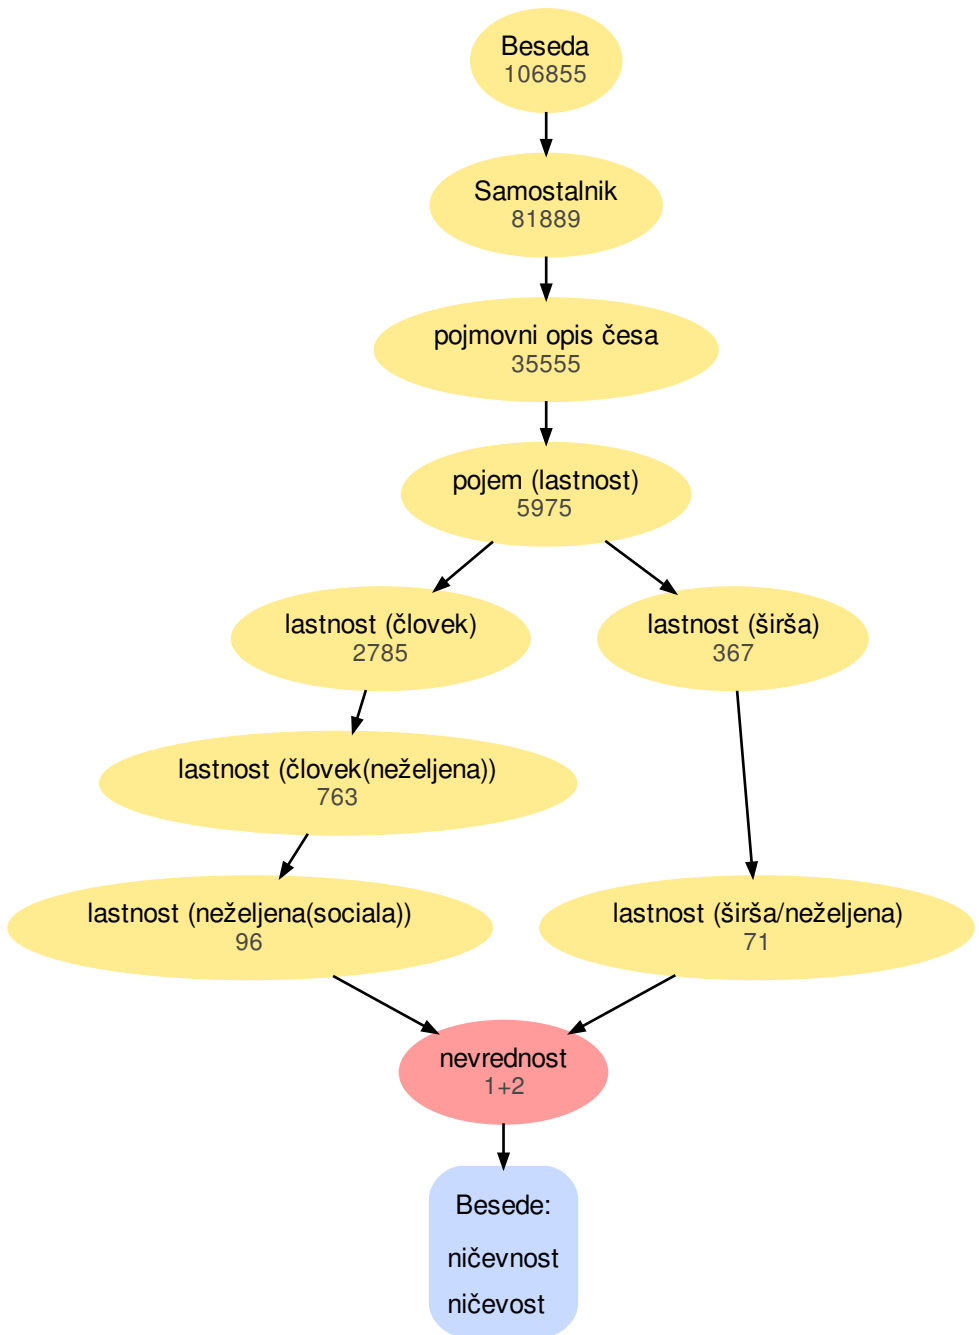 Beseda
106855
Samostalnik
81889
pojmovni opis česa
35555
pojem (lastnost)
5975
lastnost (človek)
2785
lastnost (širša)
367
lastnost (človek(neželjena))
763
lastnost (neželjena(sociala))
96
lastnost (širša/neželjena)
71
nevrednost
1+2
Besede:
ničevnost
ničevost